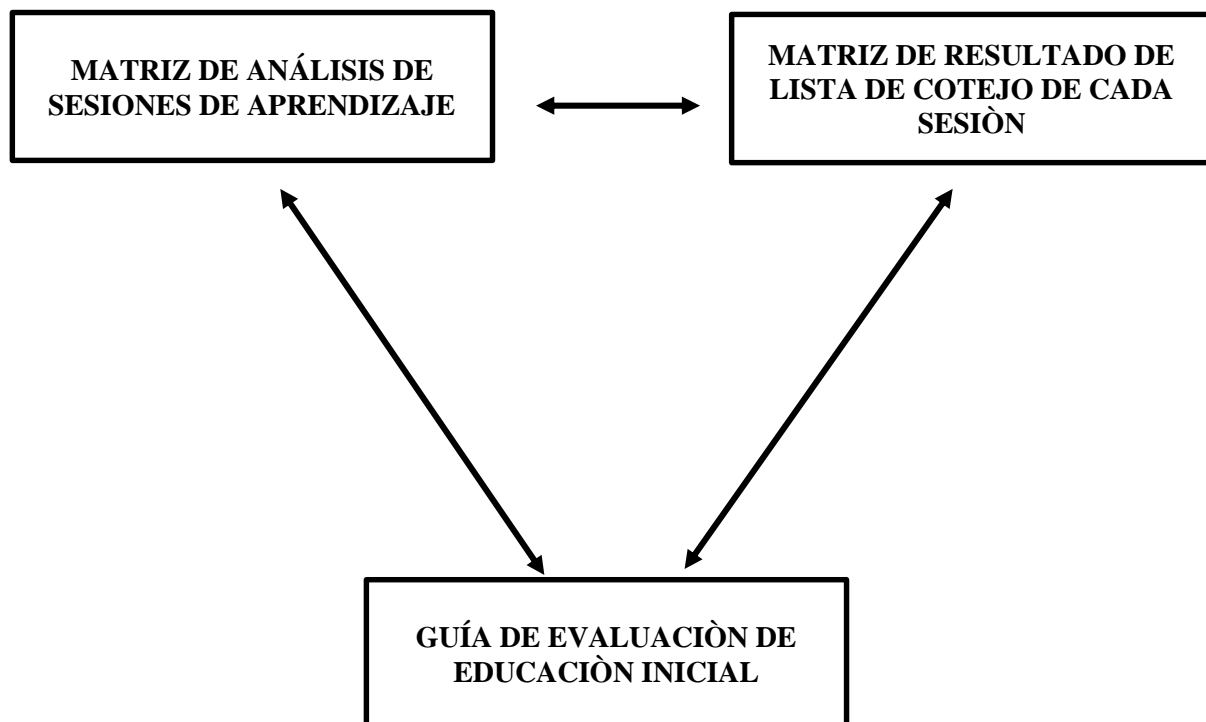 MATRIZ DE ANÁLISIS DE
SESIONES DE APRENDIZAJE
MATRIZ DE RESULTADO DE
LISTA DE COTEJO DE CADA
SESIÒN
GUÍA DE EVALUACIÒN DE
EDUCACIÒN INICIAL